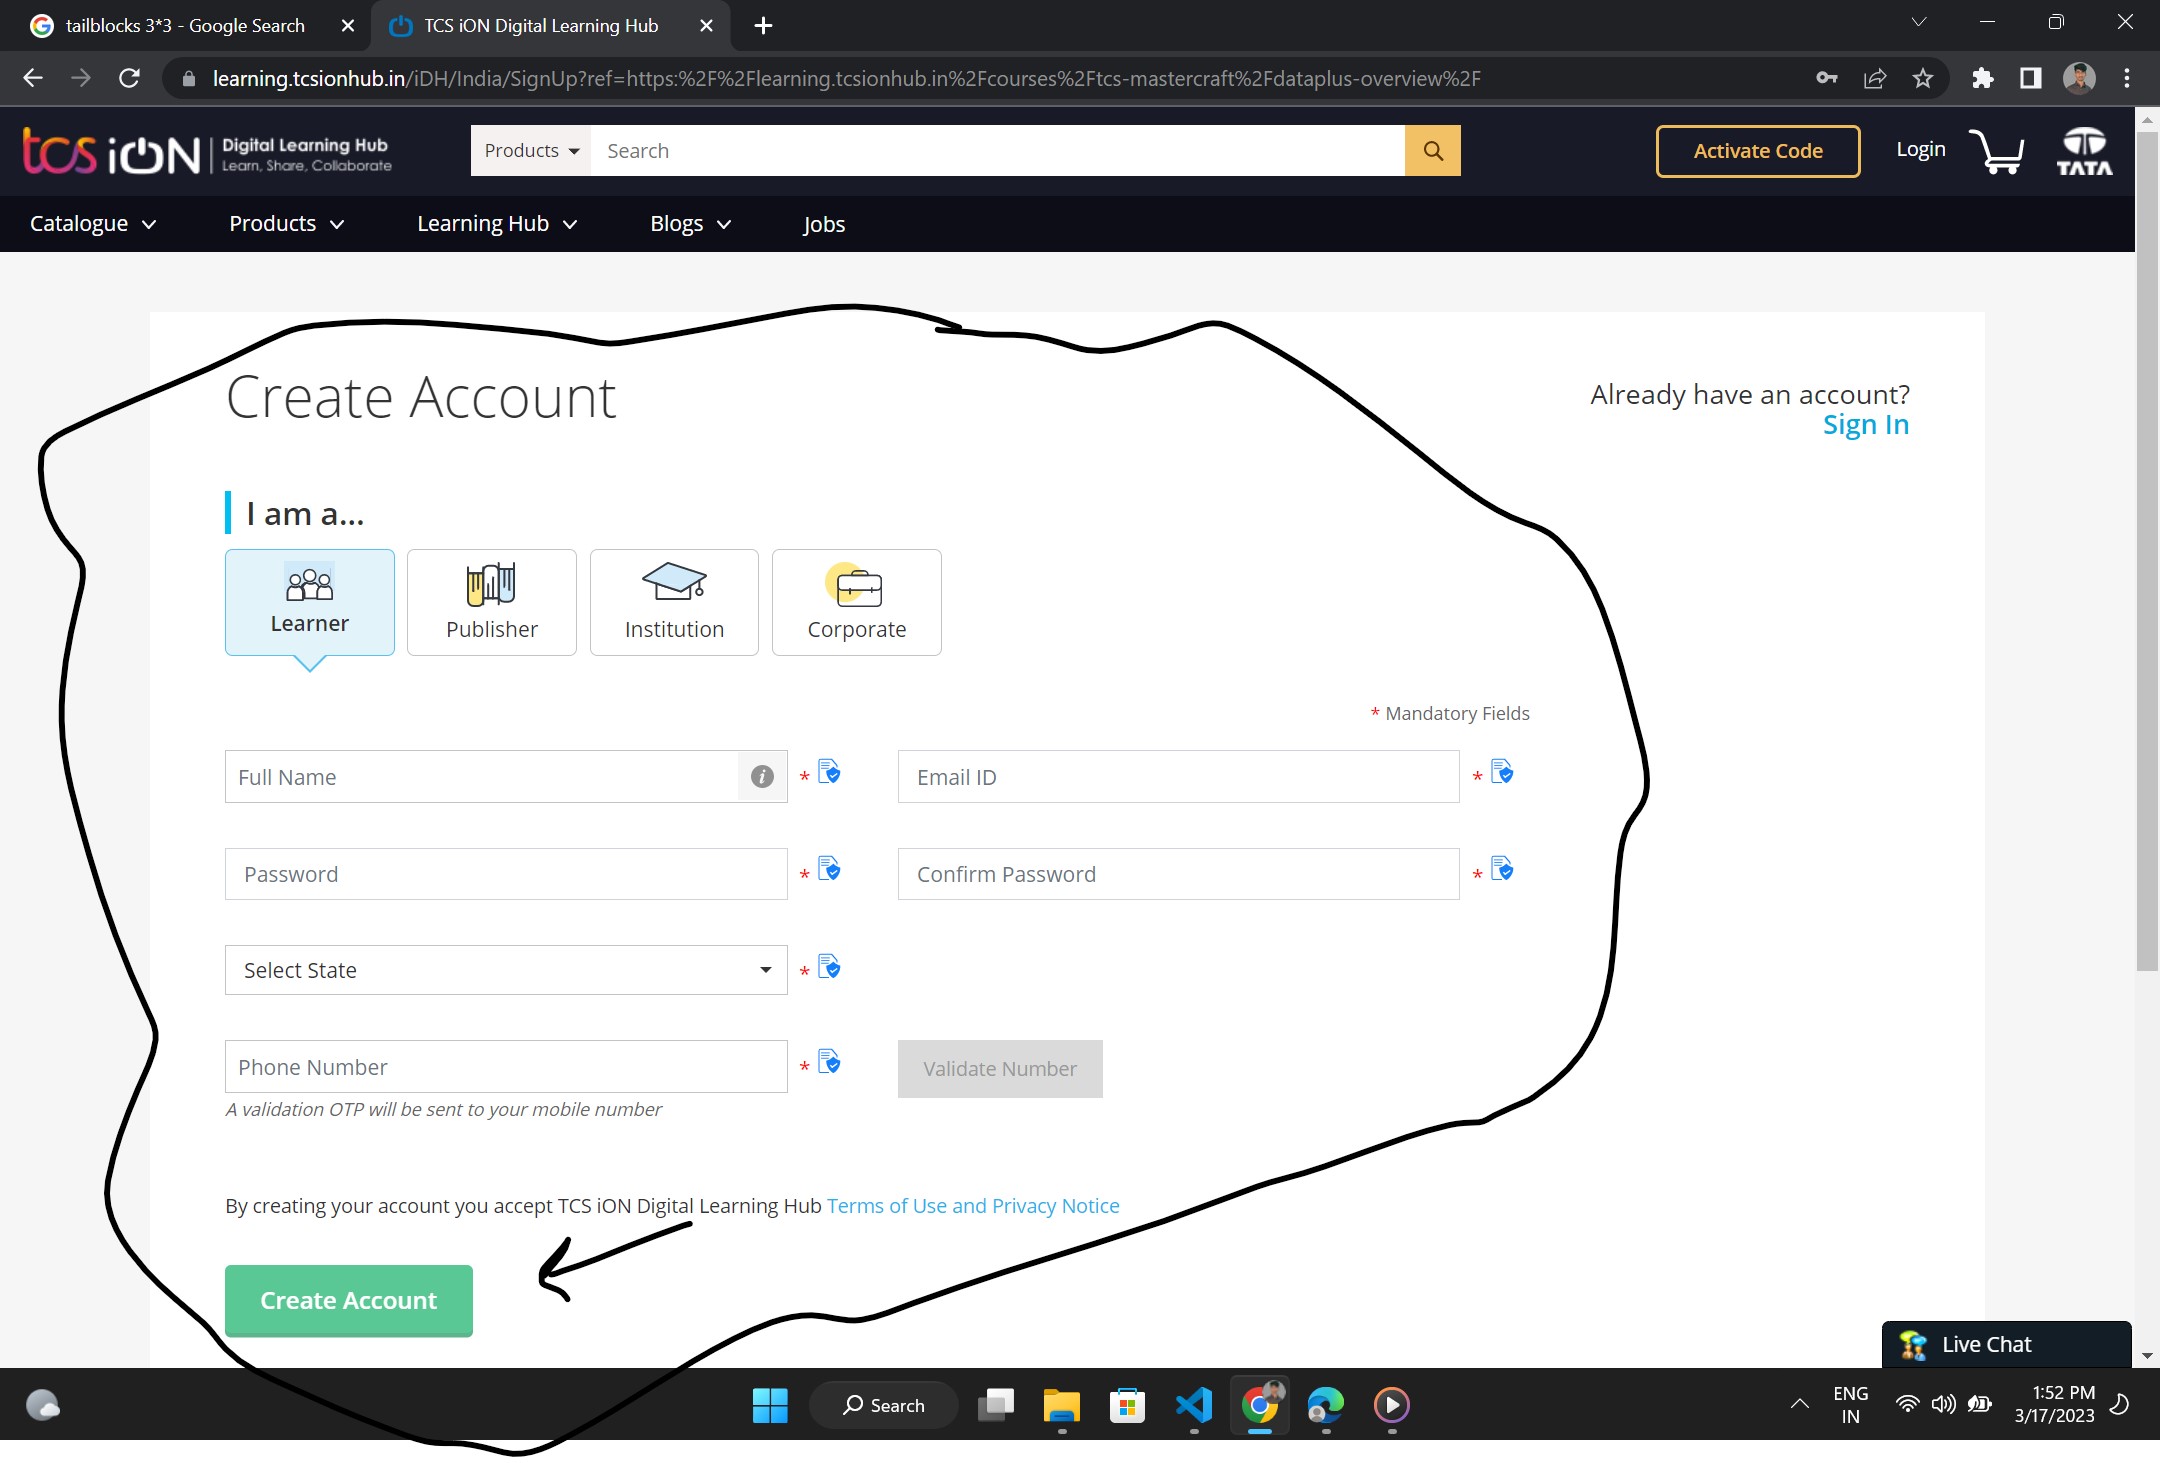 tailblocks 3*3 - Google Search
TCS iON Digital Learning Hub
learning.tcsionhub.in/iDH/India/SignUp?ref=https:%2F%2Flearning.tcsionhub.in%2Fcourses%2Ftcs-mastercraft%2Fdataplus-overview%2F
tcs iON Digital Learning Hub
Learn, Share, Collaborate
Products
Search
Activate Code
Login
TATA
Catalogue
Products
Learning Hub
Blogs
Jobs
Create Account
Already have an account?
Sign In
I am a...
Learner
Publisher
Institution
Corporate
* Mandatory Fields
Full Name *
Email ID *
Password *
Confirm Password *
Select State *
Phone Number *
Validate Number
A validation OTP will be sent to your mobile number
By creating your account you accept TCS iON Digital Learning Hub Terms of Use and Privacy Notice
Create Account
Live Chat
Search
ENG
IN
1:52 PM
3/17/2023